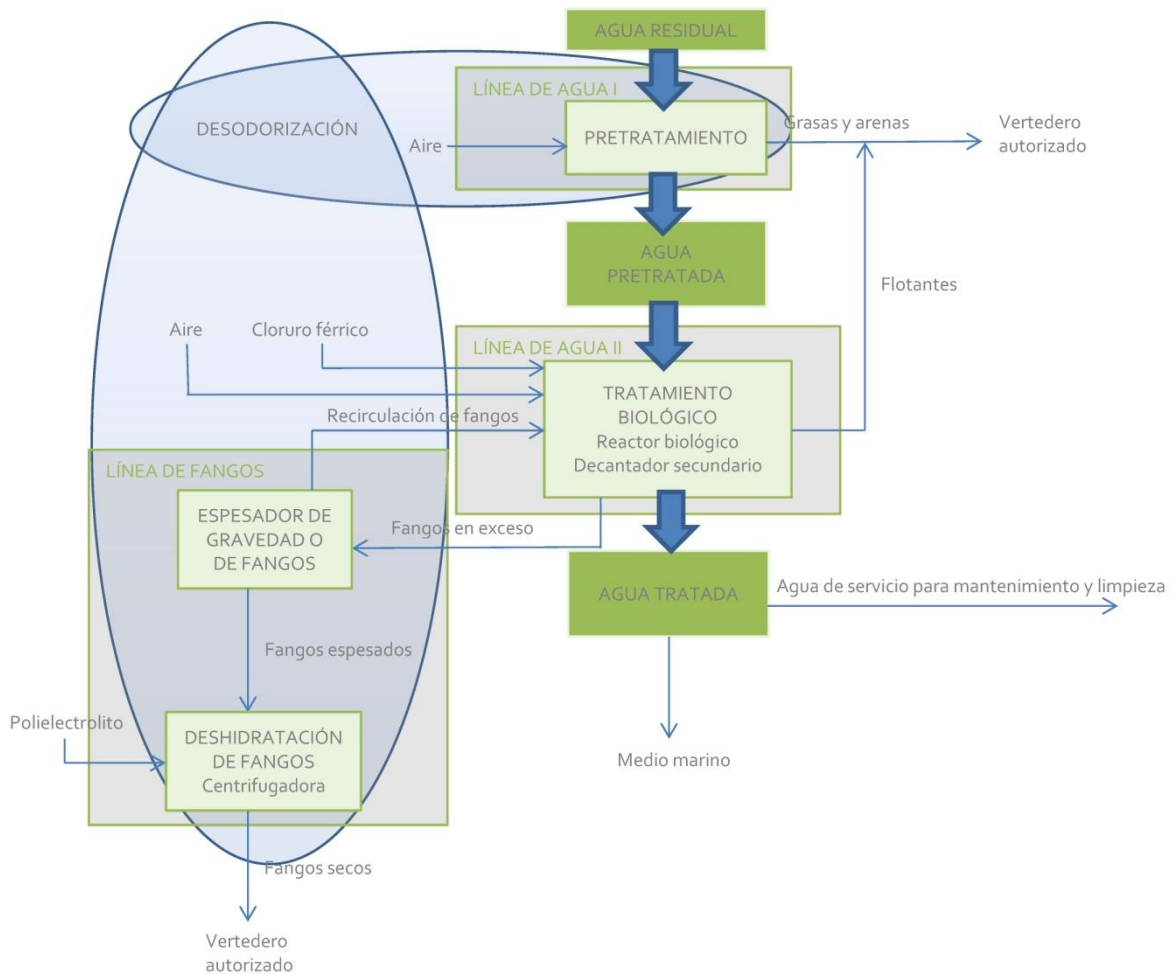 AGUA RESIDUAL
LÍNEA DE AGUA I
DESODORIZACIÓN
Aire
PRETRATAMIENTO
Grasas y arenas
Vertedero
autorizado
AGUA
PRETRATADA
Flotantes
Aire
Cloruro férrico
LÍNEA DE AGUA II
TRATAMIENTO
BIOLÓGICO
Reactor biológico
Decantador secundario
Recirculación de fangos
LÍNEA DE FANGOS
ESPESADOR DE
GRAVEDAD O
DE FANGOS
Fangos en exceso
AGUA TRATADA
Agua de servicio para mantenimiento y limpieza
Fangos espesados
Polielectrolito
DESHIDRATACIÓN
DE FANGOS
Centrifugadora
Medio marino
Fangos secos
Vertedero
autorizado